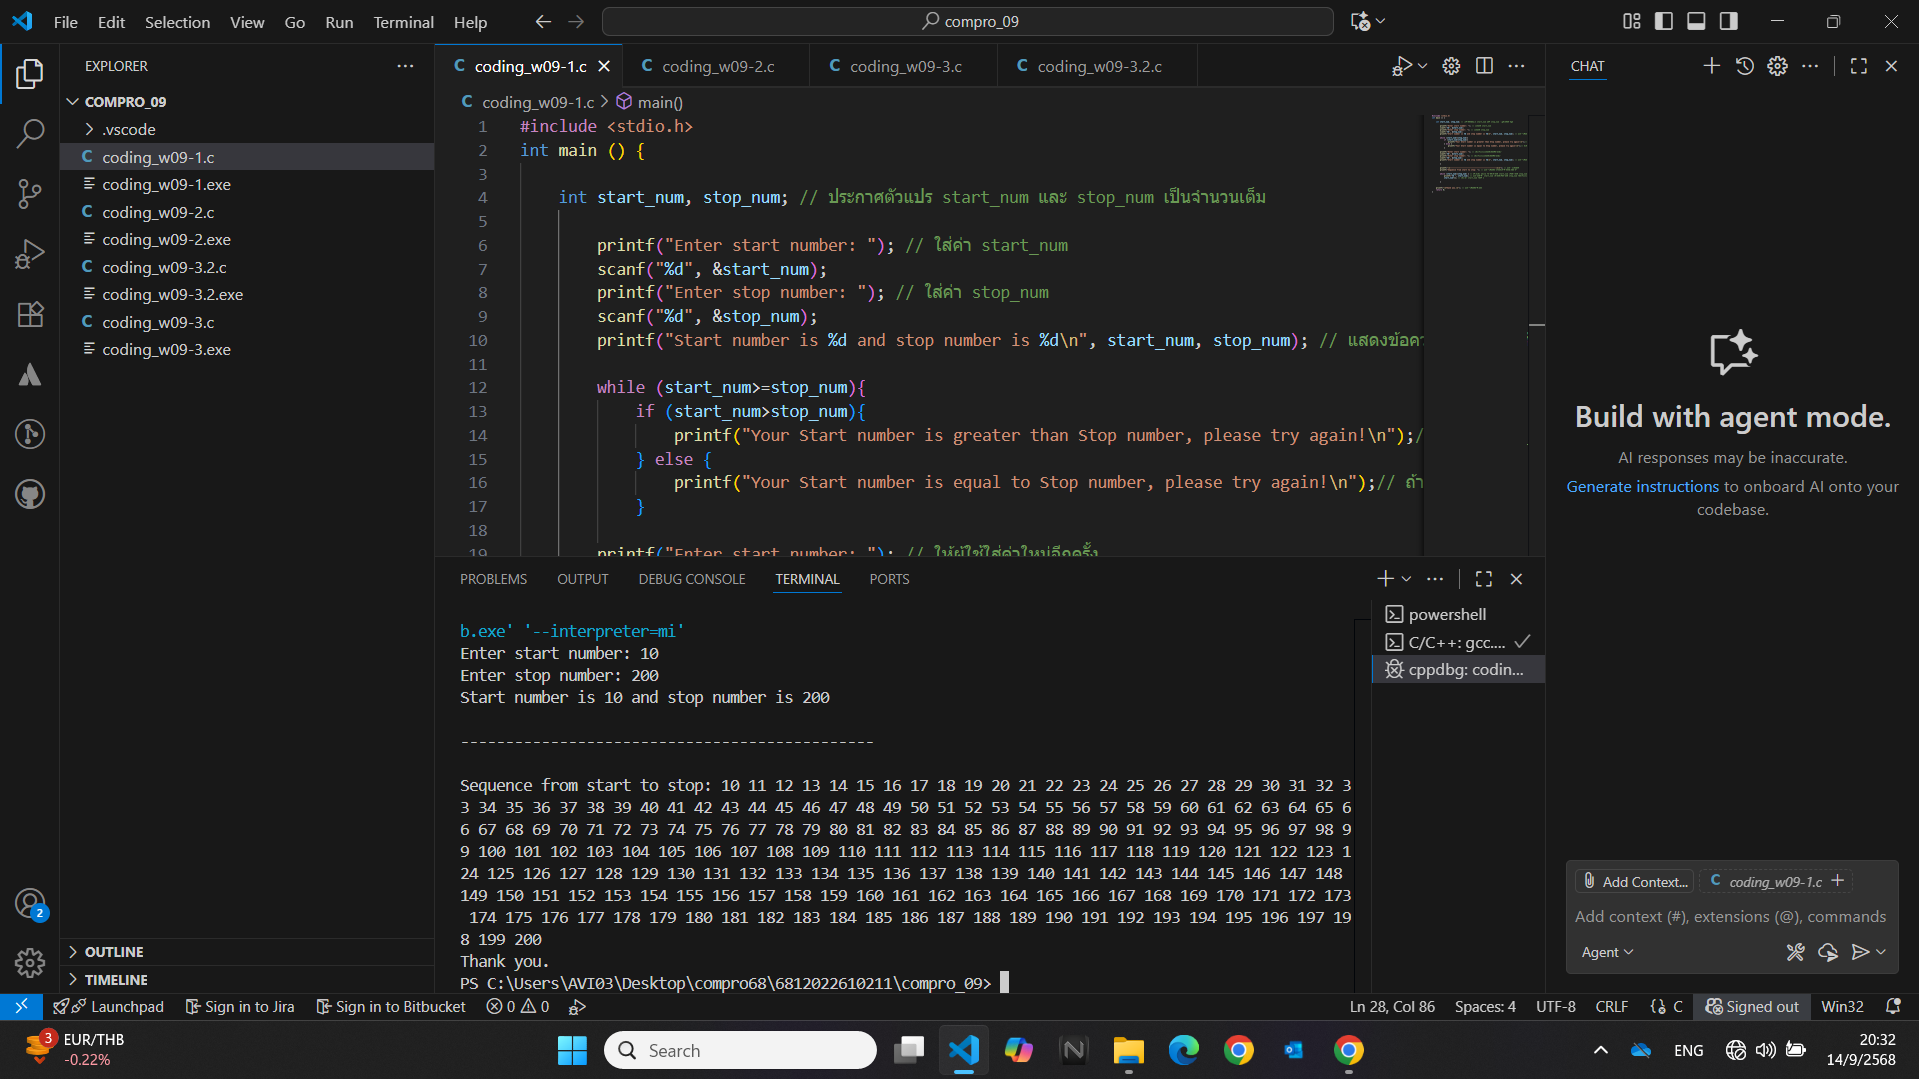 File Edit Selection View Go Run Terminal Help
compro_09
EXPLORER
COMPRO_09
.vscode
coding_w09-1.c
coding_w09-1.exe
coding_w09-2.c
coding_w09-2.exe
coding_w09-3.2.c
coding_w09-3.2.exe
coding_w09-3.c
coding_w09-3.exe
OUTLINE
TIMELINE
coding_w09-1.c coding_w09-2.c coding_w09-3.c coding_w09-3.2.c
coding_w09-1.c > main()
1 #include <stdio.h>
2 int main () {
3
4 int start_num, stop_num; // ประกาศตัวแปร start_num และ stop_num เป็นจำนวนเต็ม
5
6 printf("Enter start number: "); // ใส่ค่า start_num
7 scanf("%d", &start_num);
8 printf("Enter stop number: "); // ใส่ค่า stop_num
9 scanf("%d", &stop_num);
10 printf("Start number is %d and stop number is %d\n", start_num, stop_num); // แสดงข้อคว
11
12 while (start_num>=stop_num){
13 if (start_num>stop_num){
14 printf("Your Start number is greater than Stop number, please try again!\n");/
15 } else {
16 printf("Your Start number is equal to Stop number, please try again!\n");// ถ้า
17 }
18
19 printf("Enter start number: "); // ให้ผู้ใช้ใส่ค่าใหม่อีกครั้ง
PROBLEMS OUTPUT DEBUG CONSOLE TERMINAL PORTS
b.exe' '--interpreter=mi'
Enter start number: 10
Enter stop number: 200
Start number is 10 and stop number is 200
----------------------------------------------
Sequence from start to stop: 10 11 12 13 14 15 16 17 18 19 20 21 22 23 24 25 26 27 28 29 30 31 32 3
3 34 35 36 37 38 39 40 41 42 43 44 45 46 47 48 49 50 51 52 53 54 55 56 57 58 59 60 61 62 63 64 65 6
6 67 68 69 70 71 72 73 74 75 76 77 78 79 80 81 82 83 84 85 86 87 88 89 90 91 92 93 94 95 96 97 98 9
9 100 101 102 103 104 105 106 107 108 109 110 111 112 113 114 115 116 117 118 119 120 121 122 123 1
24 125 126 127 128 129 130 131 132 133 134 135 136 137 138 139 140 141 142 143 144 145 146 147 148
149 150 151 152 153 154 155 156 157 158 159 160 161 162 163 164 165 166 167 168 169 170 171 172 173
174 175 176 177 178 179 180 181 182 183 184 185 186 187 188 189 190 191 192 193 194 195 196 197 19
8 199 200
Thank you.
PS C:\Users\AVI03\Desktop\compro68\6812022610211\compro_09>
powershell
C/C++: gcc....
cppdbg: codin...
CHAT
Build with agent mode.
AI responses may be inaccurate.
Generate instructions to onboard AI onto your
codebase.
Add Context... coding_w09-1.c
Add context (#), extensions (@), commands
Agent
2
Launchpad Sign in to Jira Sign in to Bitbucket 0 0
Ln 28, Col 86 Spaces: 4 UTF-8 CRLF {} C Signed out Win32
3
EUR/THB
-0.22%
Search
ENG
20:32
14/9/2568